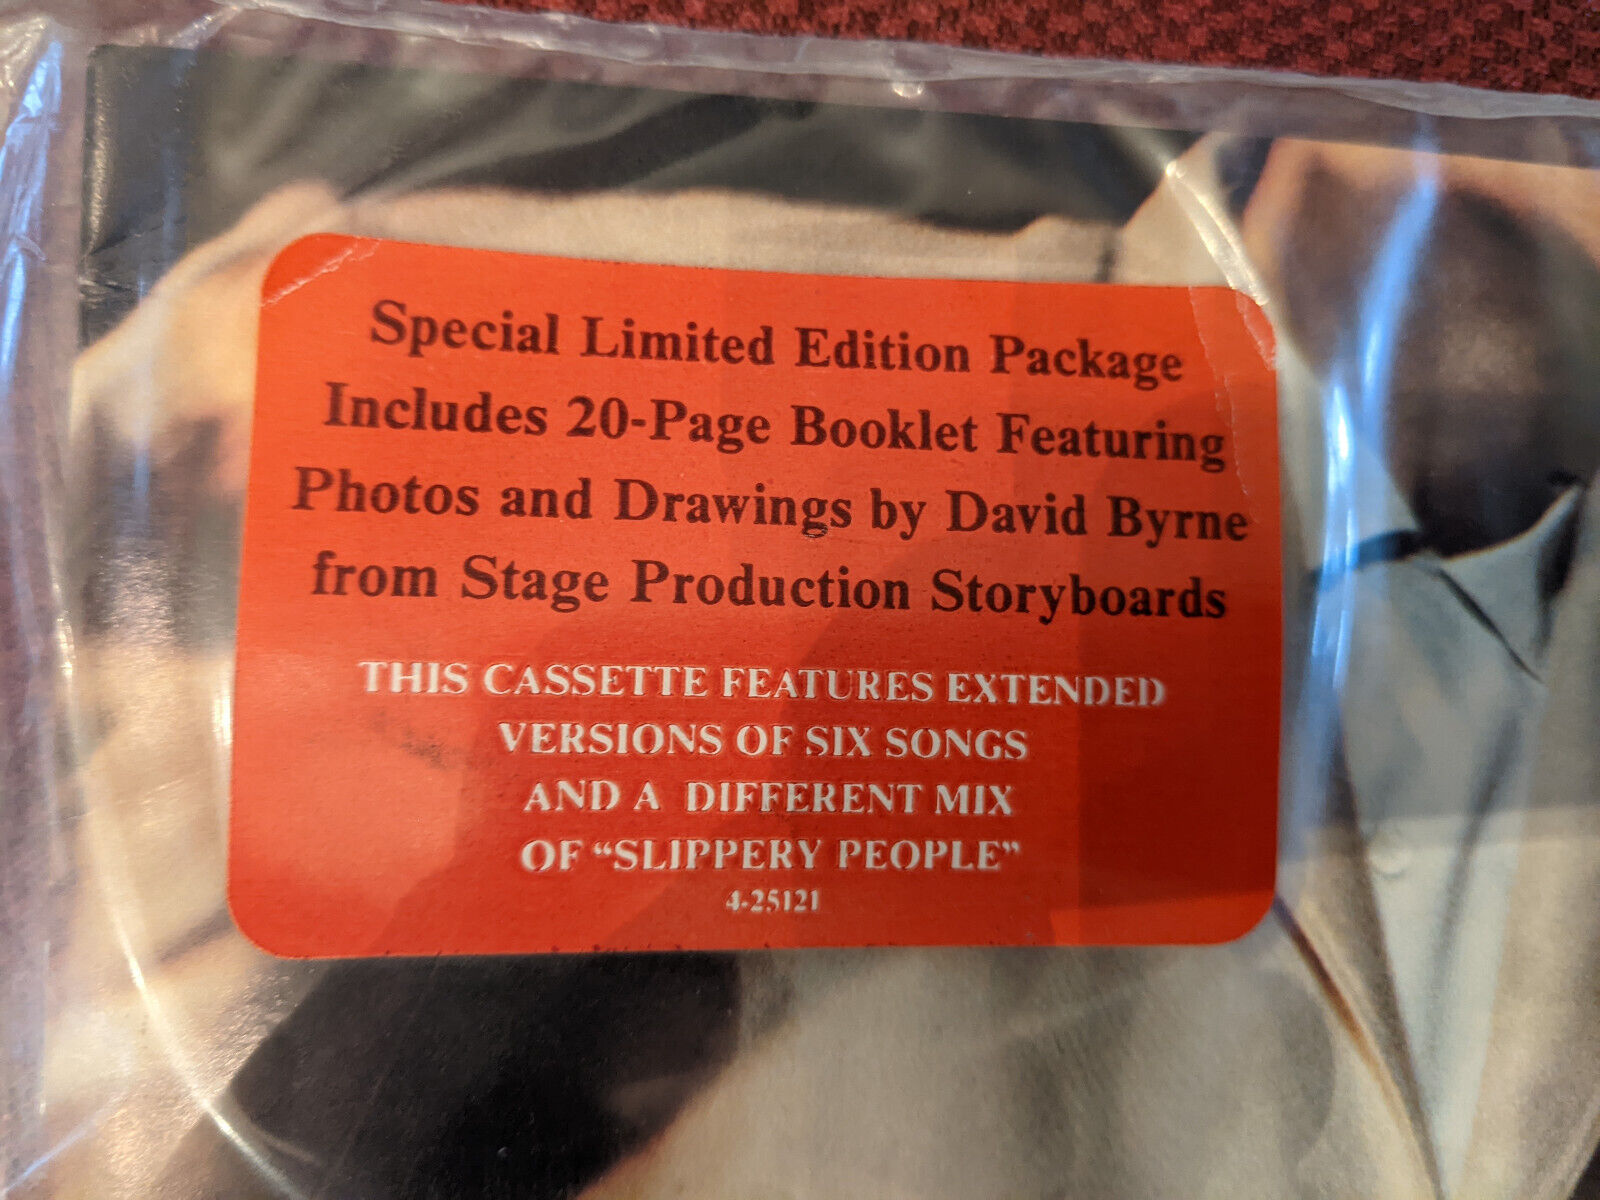 Special Limited Edition Package
Includes 20-Page Booklet Featuring
Photos and Drawings by David Byrne
from Stage Production Storyboards
THIS CASSETTE FEATURES EXTENDED
VERSIONS OF SIX SONGS
AND A DIFFERENT MIX
OF “SLIPPERY PEOPLE”
4-25121